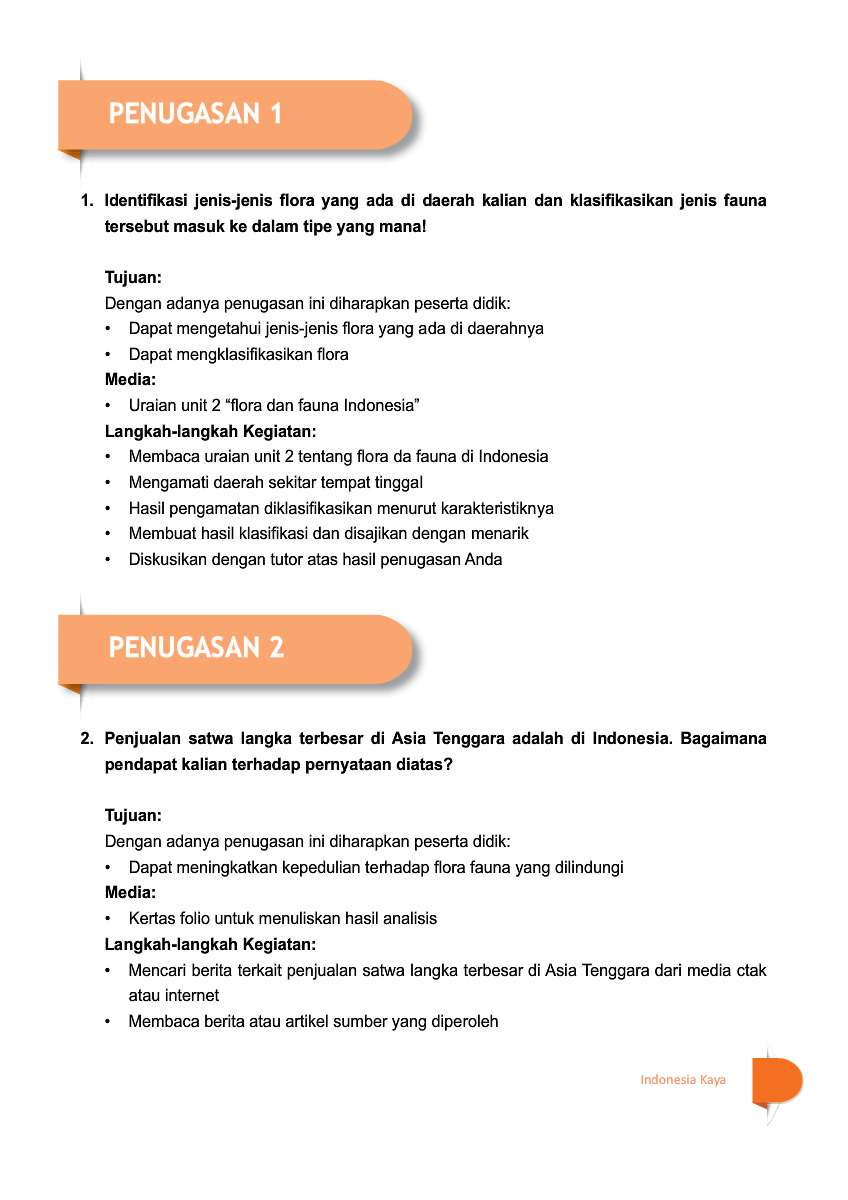 PENUGASAN 1
1. Identifikasi jenis-jenis flora yang ada di daerah kalian dan klasifikasikan jenis fauna
tersebut masuk ke dalam tipe yang mana!
Tujuan:
Dengan adanya penugasan ini diharapkan peserta didik:
• Dapat mengetahui jenis-jenis flora yang ada di daerahnya
• Dapat mengklasifikasikan flora
Media:
• Uraian unit 2 “flora dan fauna Indonesia”
Langkah-langkah Kegiatan:
• Membaca uraian unit 2 tentang flora da fauna di Indonesia
• Mengamati daerah sekitar tempat tinggal
• Hasil pengamatan diklasifikasikan menurut karakteristiknya
• Membuat hasil klasifikasi dan disajikan dengan menarik
• Diskusikan dengan tutor atas hasil penugasan Anda
PENUGASAN 2
2. Penjualan satwa langka terbesar di Asia Tenggara adalah di Indonesia. Bagaimana
pendapat kalian terhadap pernyataan diatas?
Tujuan:
Dengan adanya penugasan ini diharapkan peserta didik:
• Dapat meningkatkan kepedulian terhadap flora fauna yang dilindungi
Media:
• Kertas folio untuk menuliskan hasil analisis
Langkah-langkah Kegiatan:
• Mencari berita terkait penjualan satwa langka terbesar di Asia Tenggara dari media ctak
atau internet
• Membaca berita atau artikel sumber yang diperoleh
Indonesia Kaya